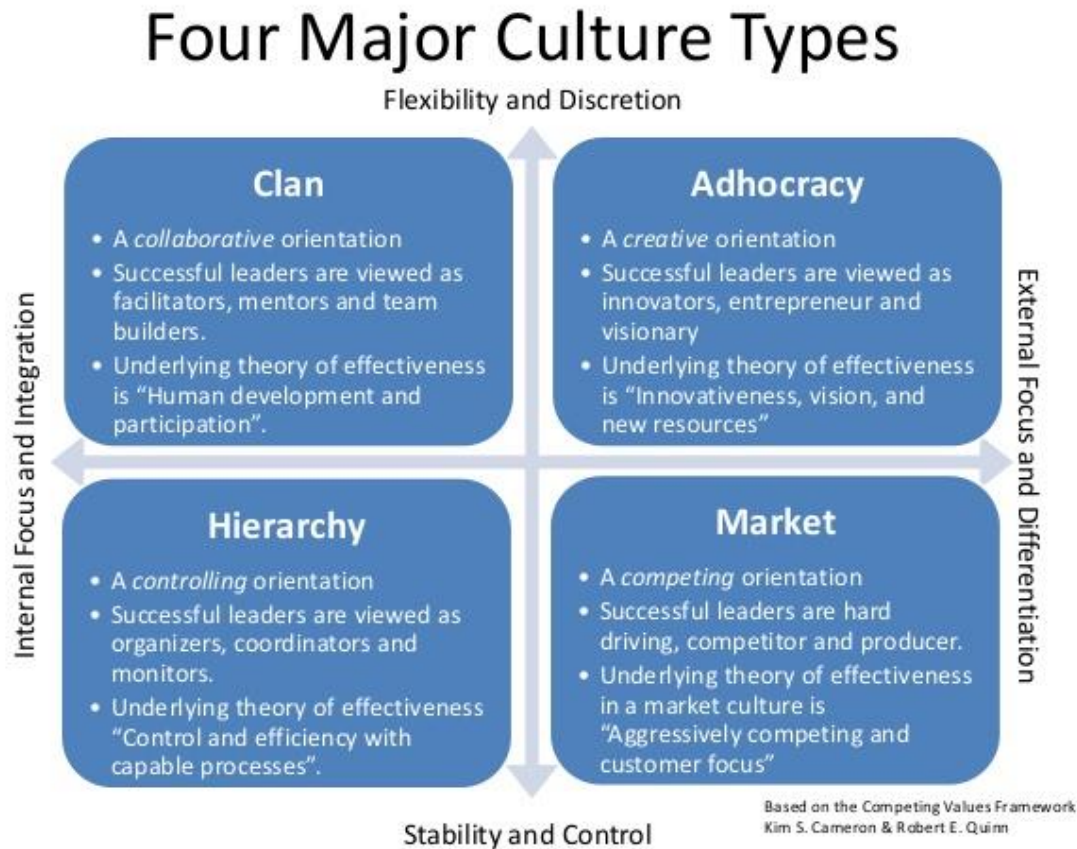 Four Major Culture Types
Flexibility and Discretion
Internal Focus and Integration
Clan
• A collaborative orientation
• Successful leaders are viewed as
facilitators, mentors and team
builders.
• Underlying theory of effectiveness
is “Human development and
participation”.
Adhocracy
• A creative orientation
• Successful leaders are viewed as
innovators, entrepreneur and
visionary
• Underlying theory of effectiveness
is “Innovativeness, vision, and
new resources”
External Focus and Differentiation
Hierarchy
• A controlling orientation
• Successful leaders are viewed as
organizers, coordinators and
monitors.
• Underlying theory of effectiveness
“Control and efficiency with
capable processes”.
Market
• A competing orientation
• Successful leaders are hard
driving, competitor and producer.
• Underlying theory of effectiveness
in a market culture is
“Aggressively competing and
customer focus”
Stability and Control
Based on the Competing Values Framework
Kim S. Cameron & Robert E. Quinn